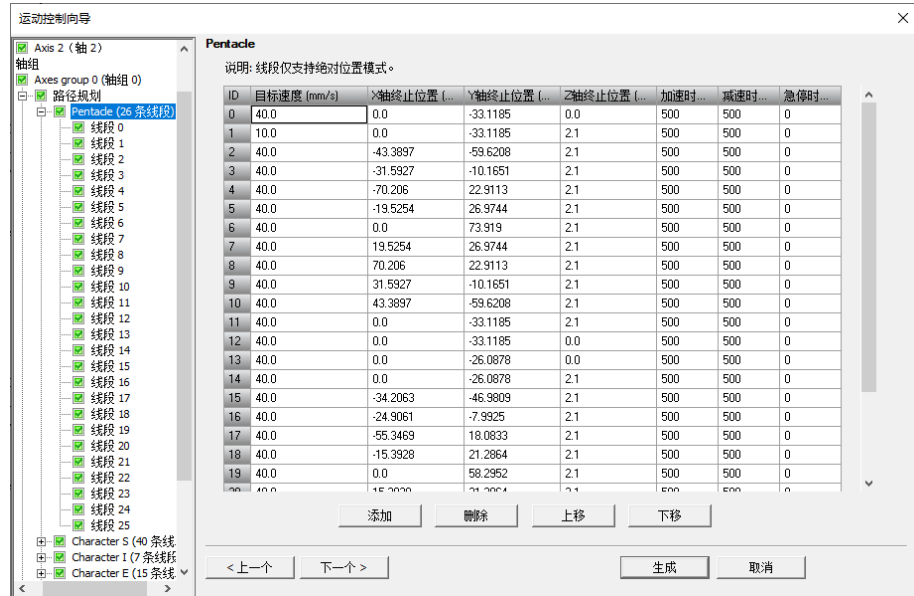 运动控制向导
Axis 2（轴 2）
轴组
Axes group 0 (轴组 0)
路径规划
Pentacle (26 条线段)
线段 0
线段 1
线段 2
线段 3
线段 4
线段 5
线段 6
线段 7
线段 8
线段 9
线段 10
线段 11
线段 12
线段 13
线段 14
线段 15
线段 16
线段 17
线段 18
线段 19
线段 20
线段 21
线段 22
线段 23
线段 24
线段 25
Character S (40 条线
Character I (7 条线段
Character E (15 条线
Pentacle
说明: 线段仅支持绝对位置模式。
ID 目标速度 (mm/s) X轴终止位置 (... Y轴终止位置 (... Z轴终止位置 (... 加速时... 减速时... 急停时...
0 40.0 0.0 -33.1185 0.0 500 500 0
1 10.0 0.0 -33.1185 2.1 500 500 0
2 40.0 -43.3897 -59.6208 2.1 500 500 0
3 40.0 -31.5927 -10.1651 2.1 500 500 0
4 40.0 -70.206 22.9113 2.1 500 500 0
5 40.0 -19.5254 26.9744 2.1 500 500 0
6 40.0 0.0 73.919 2.1 500 500 0
7 40.0 19.5254 26.9744 2.1 500 500 0
8 40.0 70.206 22.9113 2.1 500 500 0
9 40.0 31.5927 -10.1651 2.1 500 500 0
10 40.0 43.3897 -59.6208 2.1 500 500 0
11 40.0 0.0 -33.1185 2.1 500 500 0
12 40.0 0.0 -33.1185 0.0 500 500 0
13 40.0 0.0 -26.0878 0.0 500 500 0
14 40.0 0.0 -26.0878 2.1 500 500 0
15 40.0 -34.2063 -46.9809 2.1 500 500 0
16 40.0 -24.9061 -7.9925 2.1 500 500 0
17 40.0 -55.3469 18.0833 2.1 500 500 0
18 40.0 -15.3928 21.2864 2.1 500 500 0
19 40.0 0.0 58.2952 2.1 500 500 0
添加 删除 上移 下移
<上一个 下一个> 生成 取消